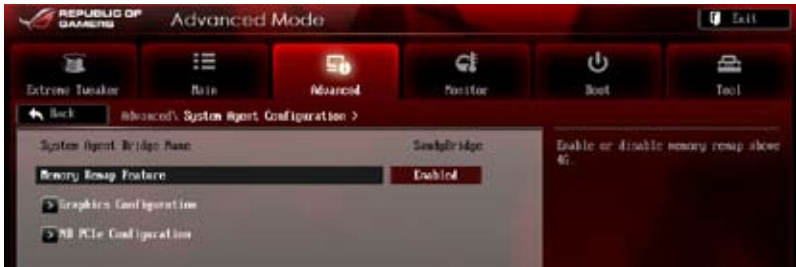 REPUBLIC OF
GAMERS
Advanced Mode
Exit
Extreme Tweaker
Main
Advanced
Monitor
Boot
Tool
Back
Advanced\ System Agent Configuration >
System Agent Bridge Name
SandyBridge
Enable or disable memory remap above
4G.
Memory Remap Feature
Enabled
> Graphics Configuration
> NB PCIe Configuration